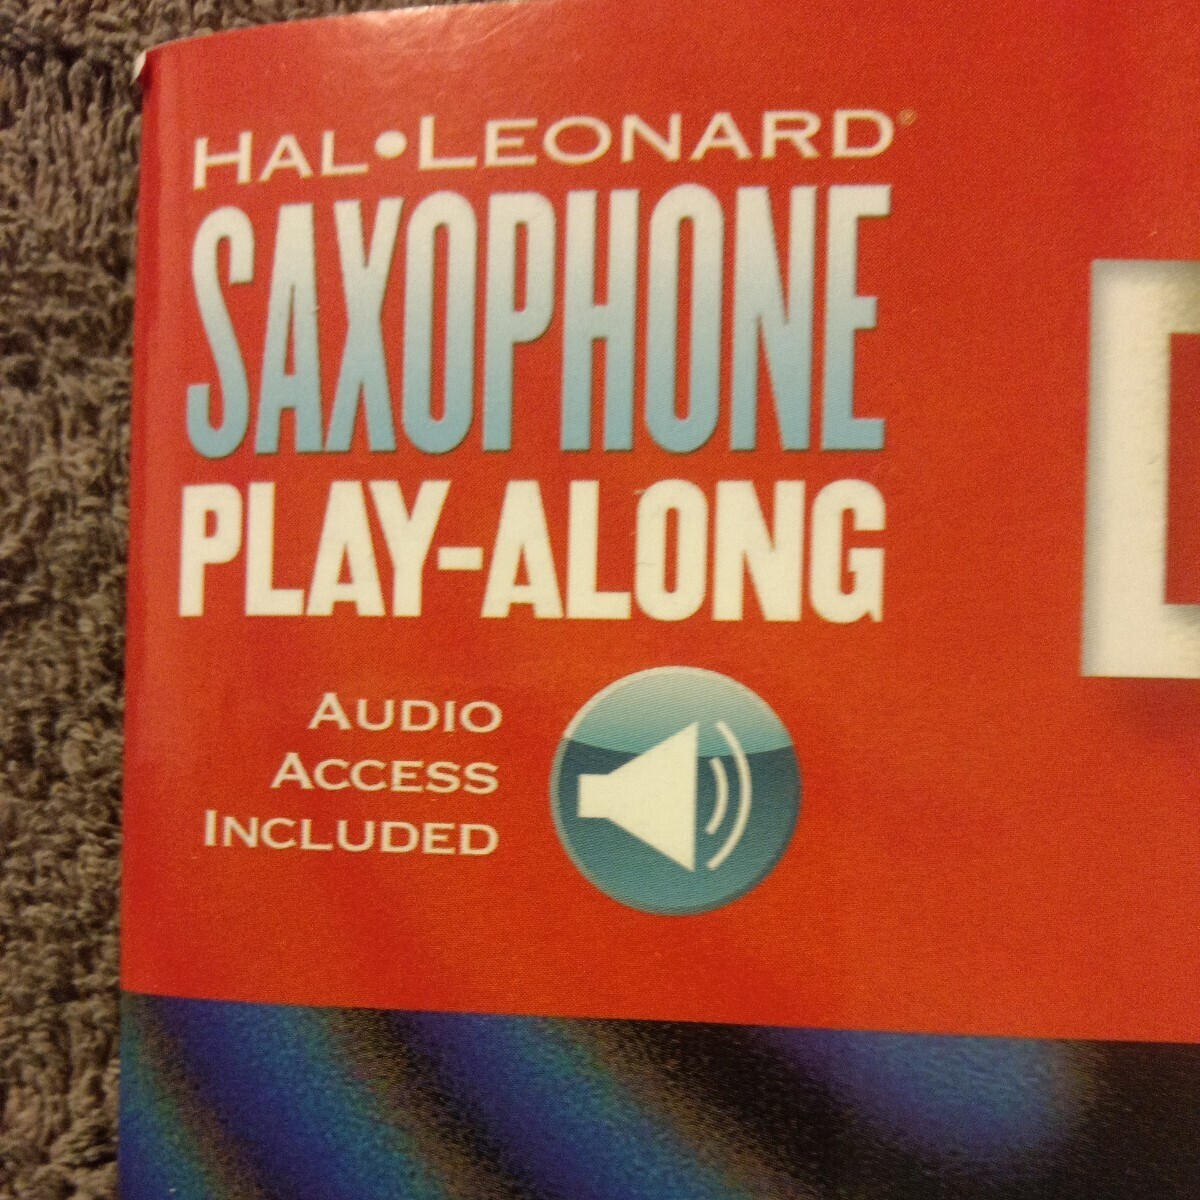 HAL•LEONARD®
SAXOPHONE
PLAY-ALONG
AUDIO
ACCESS
INCLUDED